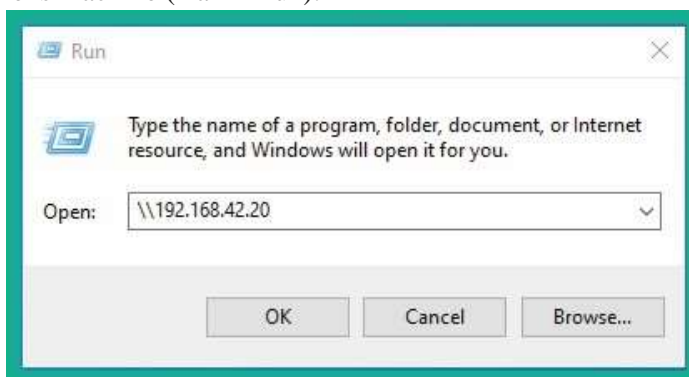 Run
Type the name of a program, folder, document, or Internet
resource, and Windows will open it for you.
Open: \\192.168.42.20
OK Cancel Browse...